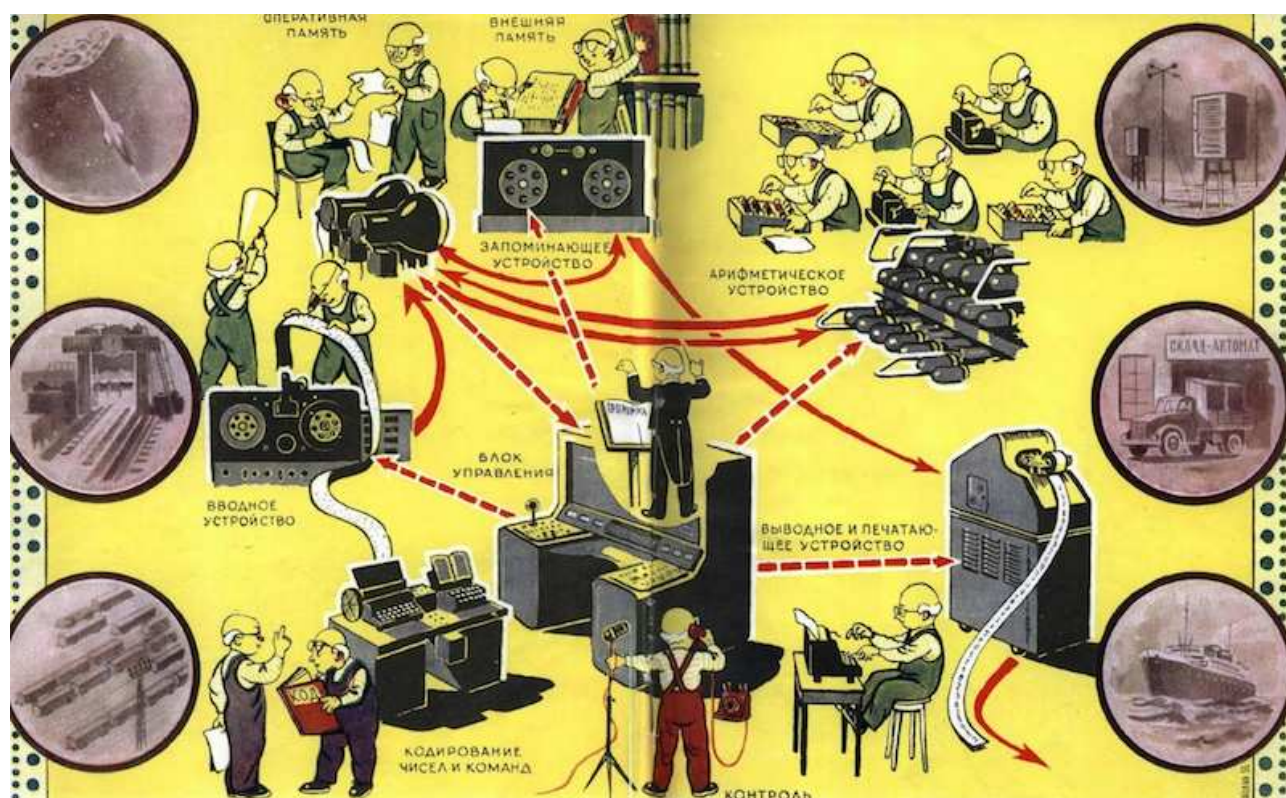 ОПЕРАТИВНАЯ
ПАМЯТЬ
ВНЕШНЯЯ
ПАМЯТЬ
ЗАПОМИНАЮЩЕЕ
УСТРОЙСТВО
АРИФМЕТИЧЕСКОЕ
УСТРОЙСТВО
СКЛАД-АВТОМАТ
БЛОК
УПРАВЛЕНИЯ
ВВОДНОЕ
УСТРОЙСТВО
ВЫВОДНОЕ И ПЕЧАТАЮ-
ЩЕЕ УСТРОЙСТВО
КОД
КОДИРОВАНИЕ
ЧИСЕЛ И КОМАНД
КОНТРОЛЬ